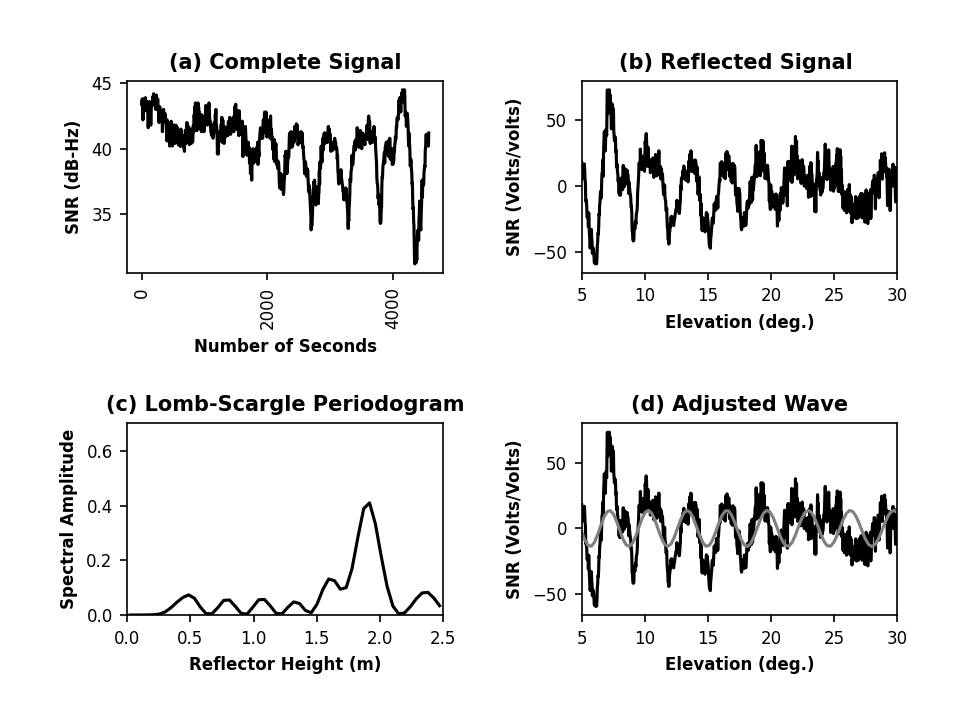 (a) Complete Signal
SNR (dB-Hz)
45
40
35
0
2000
4000
Number of Seconds
(b) Reflected Signal
SNR (Volts/volts)
50
0
−50
5 10 15 20 25 30
Elevation (deg.)
(c) Lomb-Scargle Periodogram
Spectral Amplitude
0.6
0.4
0.2
0.0
0.0 0.5 1.0 1.5 2.0 2.5
Reflector Height (m)
(d) Adjusted Wave
SNR (Volts/Volts)
50
0
−50
5 10 15 20 25 30
Elevation (deg.)